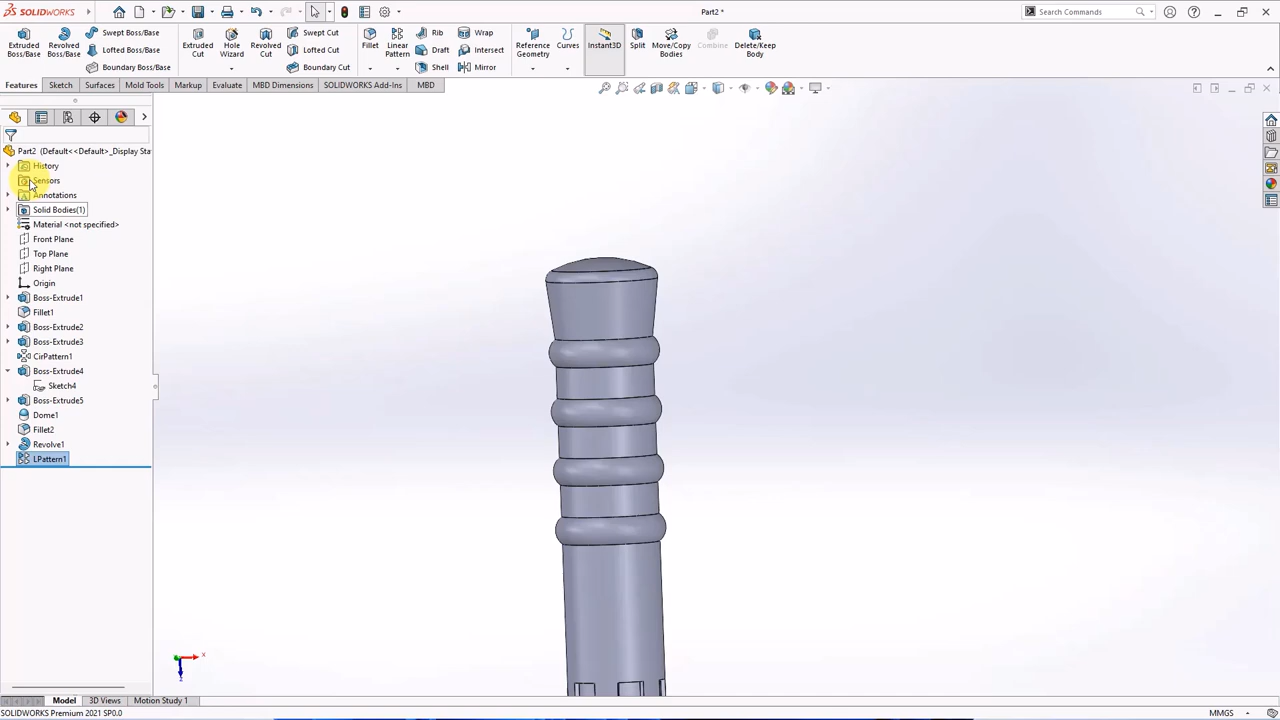 SOLIDWORKS
Part2 *
Search Commands
Extruded Boss/Base
Revolved Boss/Base
Swept Boss/Base
Lofted Boss/Base
Boundary Boss/Base
Extruded Cut
Hole Wizard
Revolved Cut
Swept Cut
Lofted Cut
Boundary Cut
Fillet
Linear Pattern
Rib
Draft
Shell
Wrap
Intersect
Mirror
Reference Geometry
Curves
Instant3D
Split
Move/Copy Bodies
Combine
Delete/Keep Body
Features Sketch Surfaces Mold Tools Markup Evaluate MBD Dimensions SOLIDWORKS Add-Ins MBD
Part2 (Default<<Default>_Display Sta
History
Sensors
Annotations
Solid Bodies(1)
Material <not specified>
Front Plane
Top Plane
Right Plane
Origin
Boss-Extrude1
Fillet1
Boss-Extrude2
Boss-Extrude3
CirPattern1
Boss-Extrude4
Sketch4
Boss-Extrude5
Dome1
Fillet2
Revolve1
LPattern1
x
Model 3D Views Motion Study 1
SOLIDWORKS Premium 2021 SP0.0
MMGS